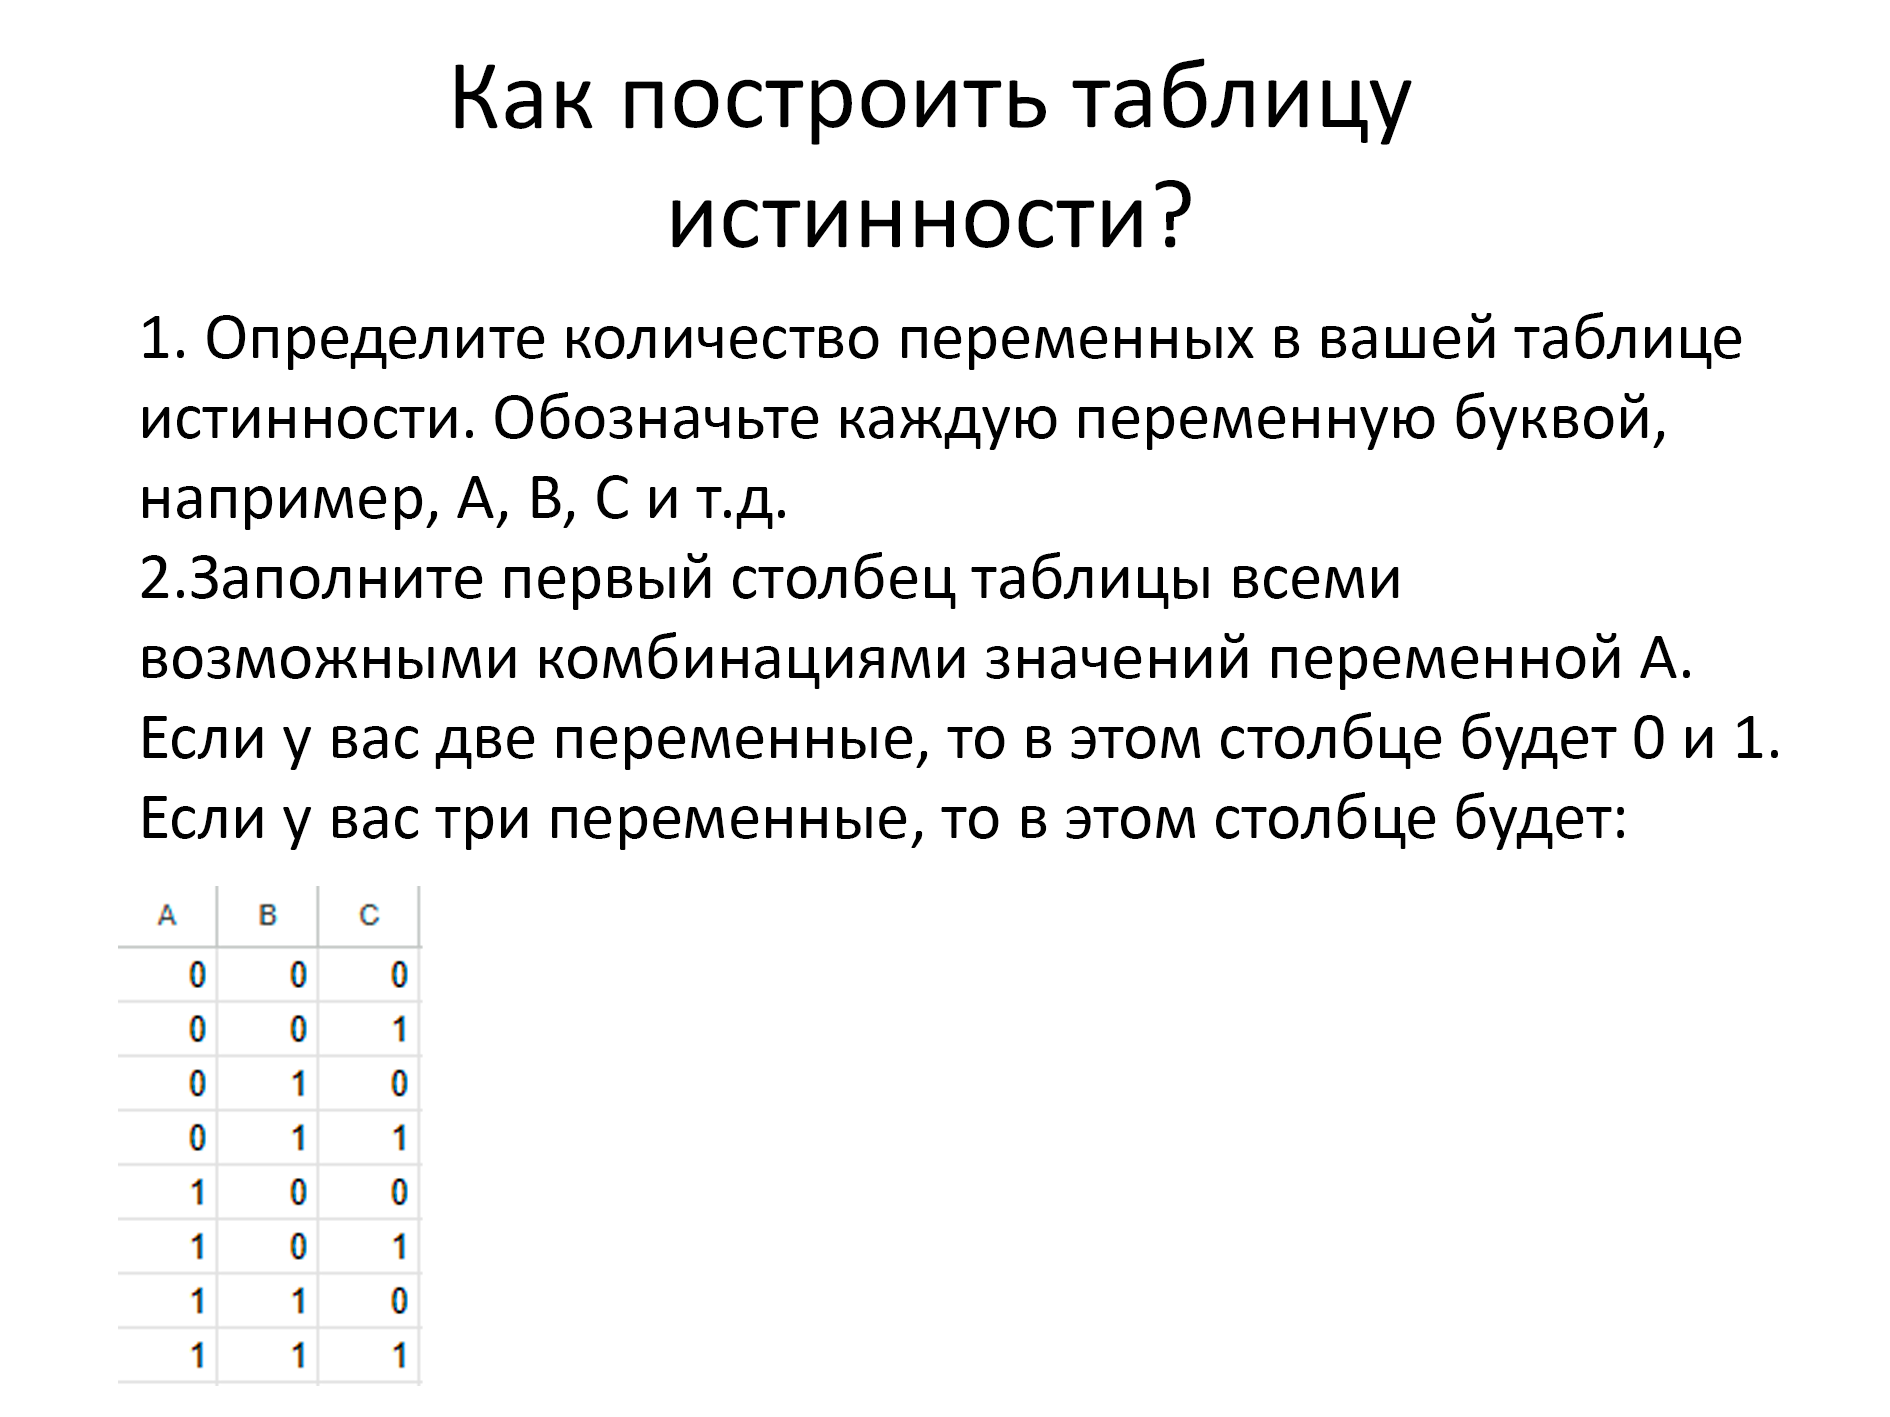 Как построить таблицу
истинности?
1. Определите количество переменных в вашей таблице
истинности. Обозначьте каждую переменную буквой,
например, A, B, C и т.д.
2.Заполните первый столбец таблицы всеми
возможными комбинациями значений переменной A.
Если у вас две переменные, то в этом столбце будет 0 и 1.
Если у вас три переменные, то в этом столбце будет:
A B C
0 0 0
0 0 1
0 1 0
0 1 1
1 0 0
1 0 1
1 1 0
1 1 1